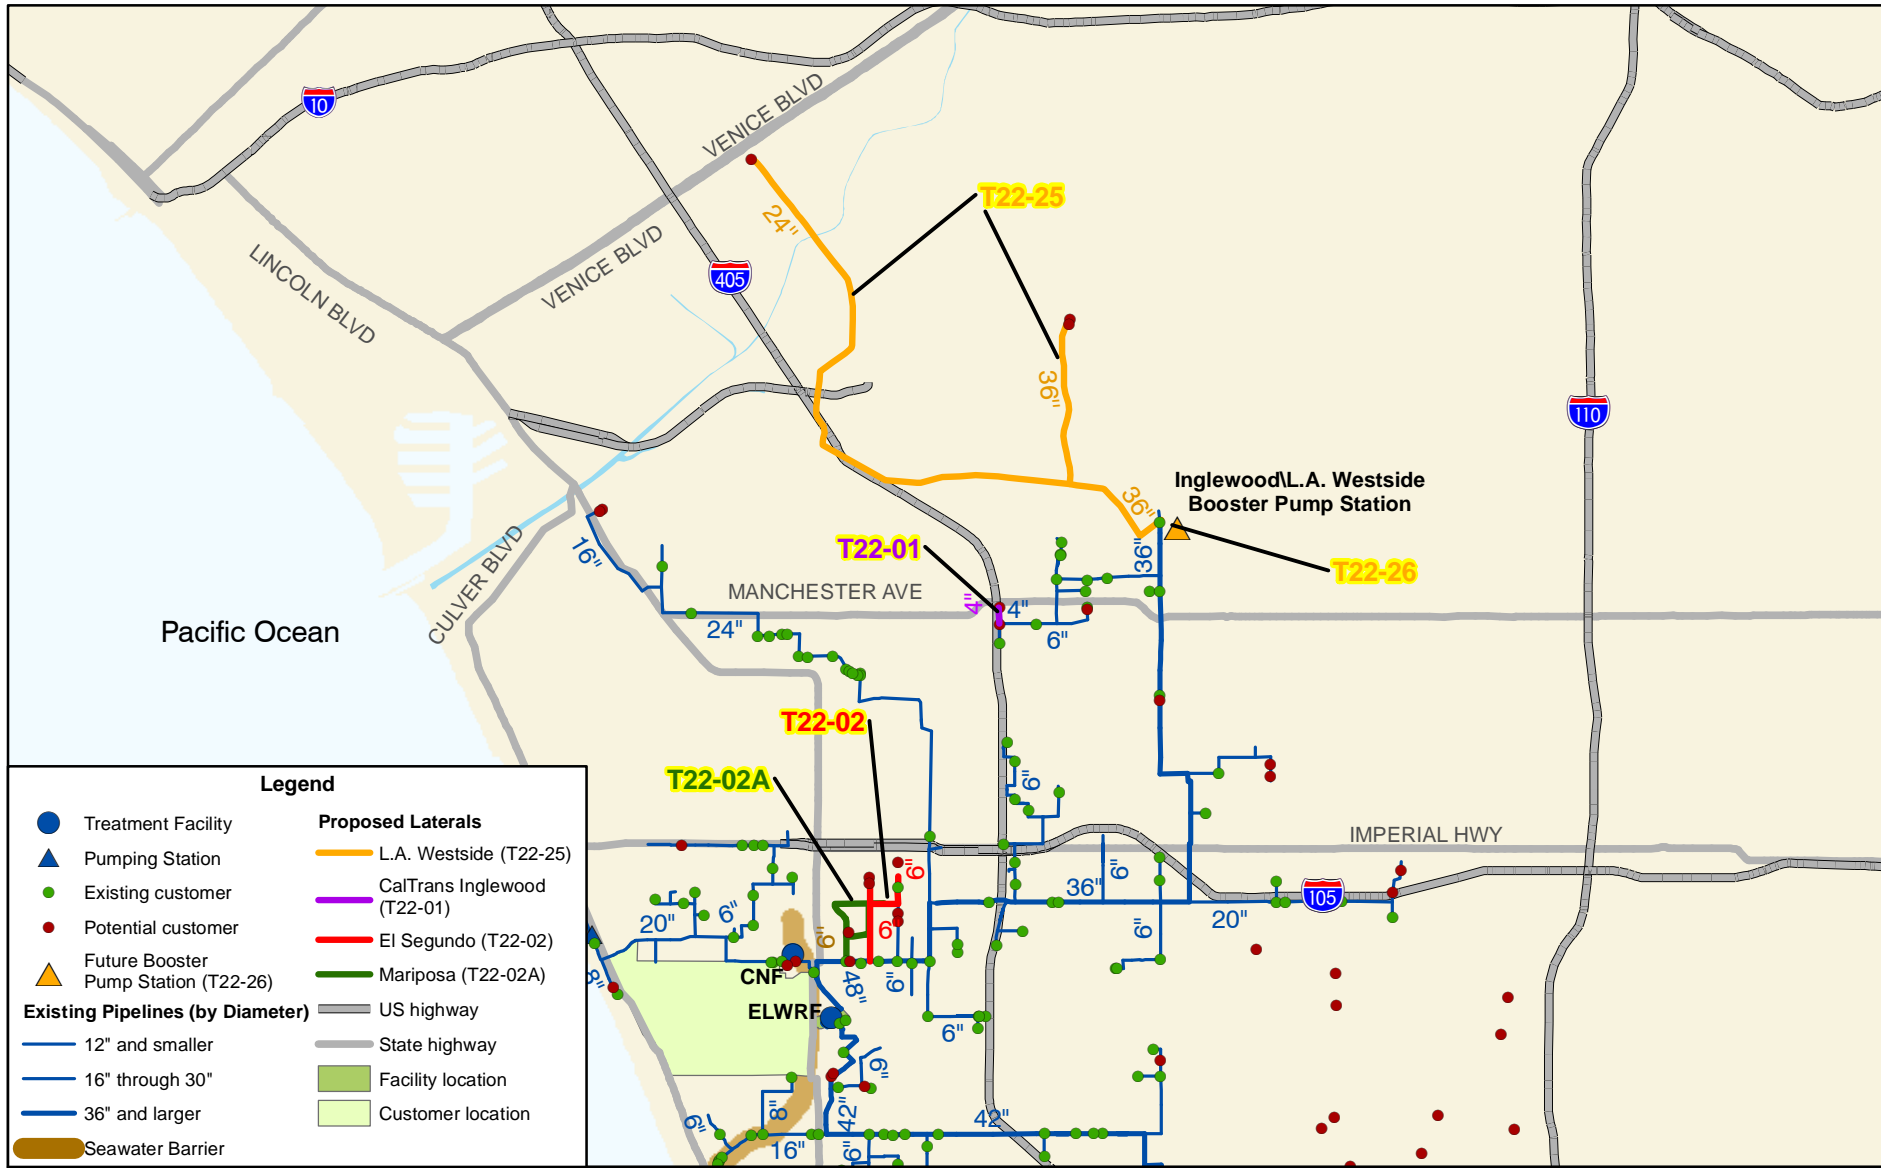 10
VENICE BLVD
T22-25
24"
LINCOLN BLVD
VENICE BLVD
405
36"
110
Inglewood\L.A. Westside
Booster Pump Station
36"
T22-01
36"
16"
CULVER BLVD
T22-26
MANCHESTER AVE
4"
4"
Pacific Ocean
24"
6"
T22-02
T22-02A
6"
IMPERIAL HWY
6"
6"
36"
105
20"
6"
20"
6"
6"
6"
CNF
48"
6"
8"
ELWRF
6"
6"
8"
42"
42"
6"
16"
6"
Legend
Treatment Facility
Pumping Station
Existing customer
Potential customer
Future Booster
Pump Station (T22-26)
Existing Pipelines (by Diameter)
12" and smaller
16" through 30"
36" and larger
Seawater Barrier
Proposed Laterals
L.A. Westside (T22-25)
CalTrans Inglewood
(T22-01)
El Segundo (T22-02)
Mariposa (T22-02A)
US highway
State highway
Facility location
Customer location